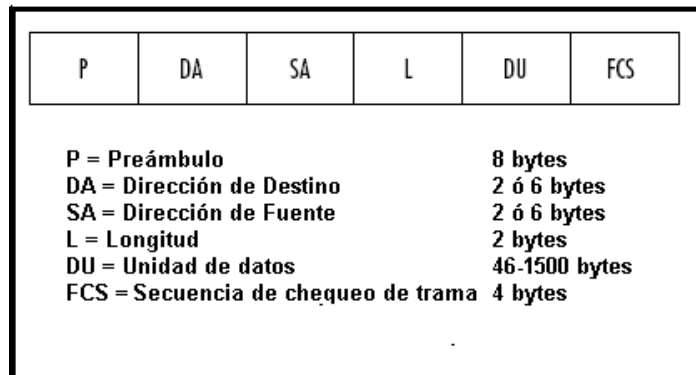 P DA SA L DU FCS
P = Preámbulo 8 bytes
DA = Dirección de Destino 2 ó 6 bytes
SA = Dirección de Fuente 2 ó 6 bytes
L = Longitud 2 bytes
DU = Unidad de datos 46-1500 bytes
FCS = Secuencia de chequeo de trama 4 bytes